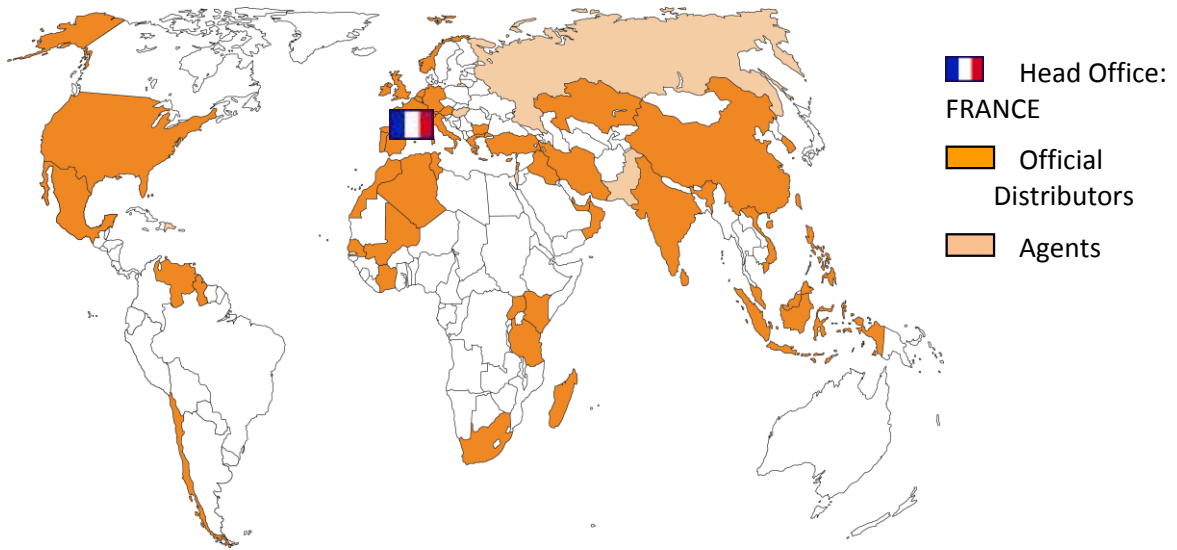 Head Office:
FRANCE
Official
Distributors
Agents